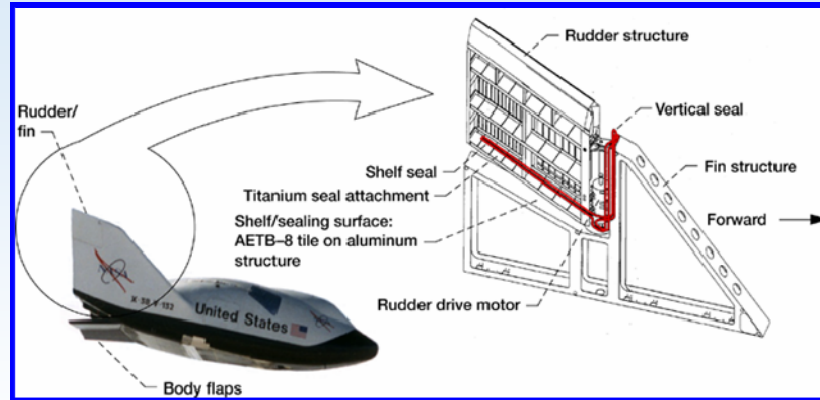 Rudder structure
Rudder/
fin
Vertical seal
Shelf seal
Fin structure
Titanium seal attachment
Shelf/sealing surface:
AETB–8 tile on aluminum
structure
Forward
Rudder drive motor
NASA
United States
Body flaps